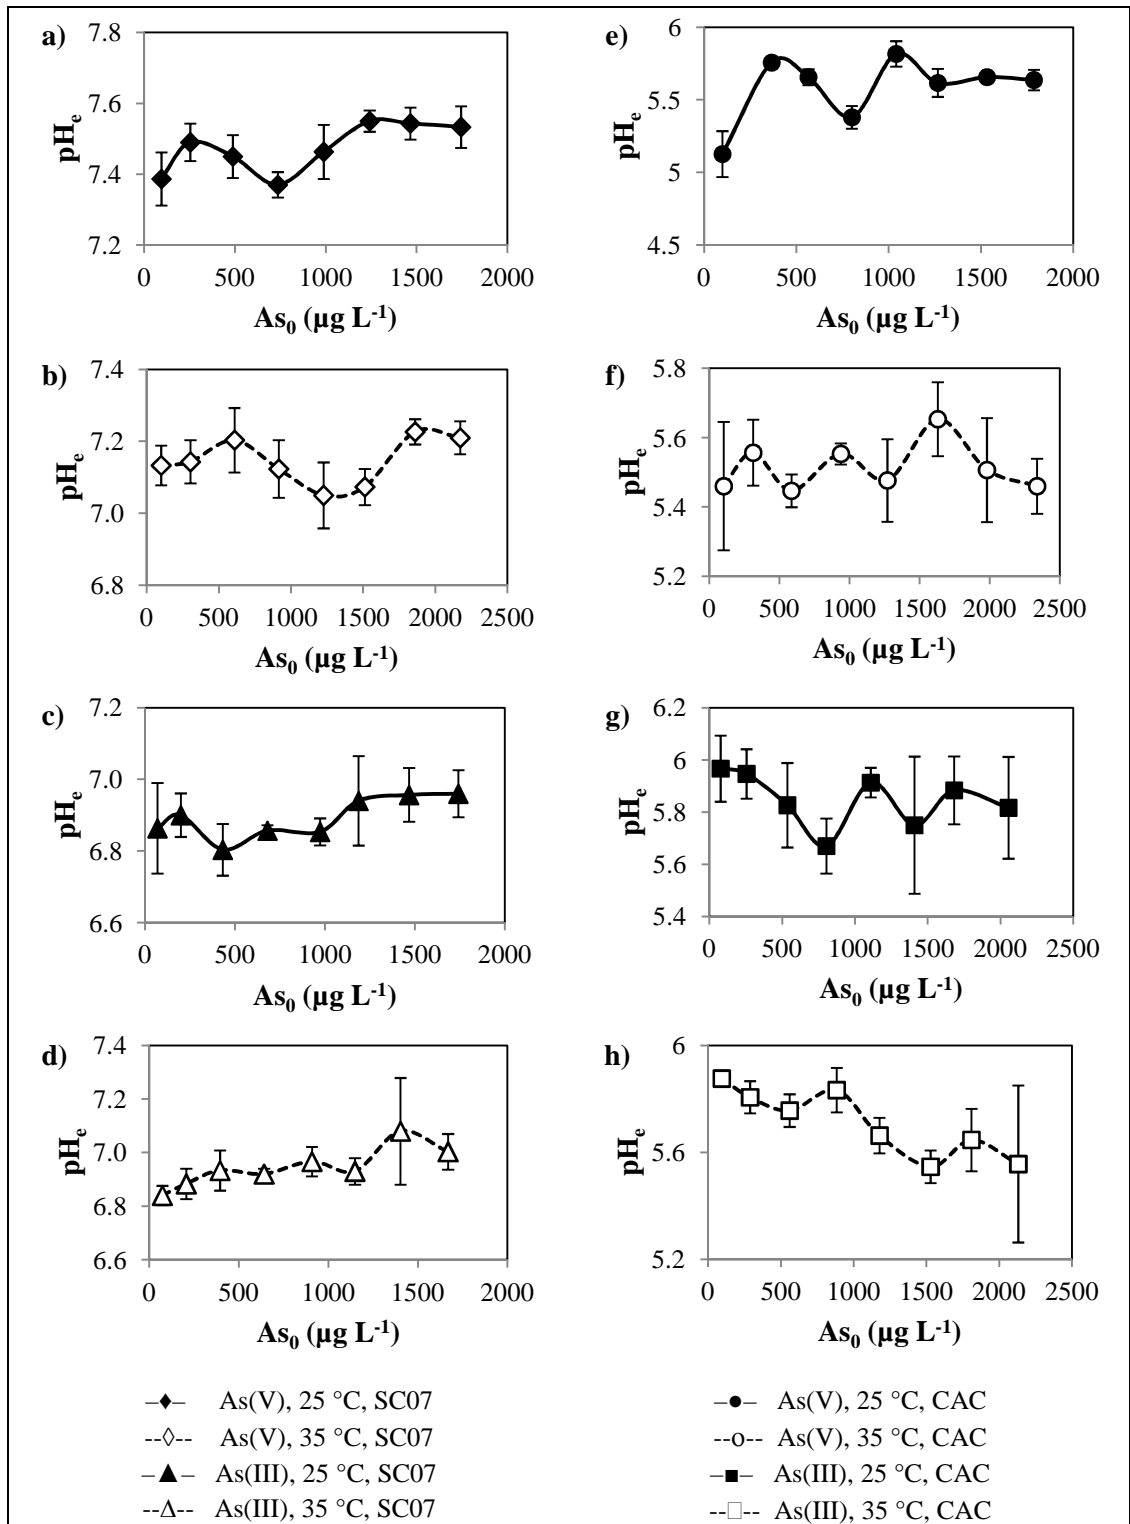 a)
7.8
7.6
7.4
7.2
pHe
0 500 1000 1500 2000
As0 (µg L-1)
e)
6
5.5
5
4.5
pHe
0 500 1000 1500 2000
As0 (µg L-1)
b)
7.4
7.2
7.0
6.8
pHe
0 500 1000 1500 2000 2500
As0 (µg L-1)
f)
5.8
5.6
5.4
5.2
pHe
0 500 1000 1500 2000 2500
As0 (µg L-1)
c)
7.2
7.0
6.8
6.6
pHe
0 500 1000 1500 2000
As0 (µg L-1)
g)
6.2
6
5.8
5.6
5.4
pHe
0 500 1000 1500 2000 2500
As0 (µg L-1)
d)
7.4
7.2
7.0
6.8
6.6
pHe
0 500 1000 1500 2000
As0 (µg L-1)
h)
6
5.6
5.2
pHe
0 500 1000 1500 2000 2500
As0 (µg L-1)
As(V), 25 °C, SC07
As(V), 35 °C, SC07
As(III), 25 °C, SC07
As(III), 35 °C, SC07
As(V), 25 °C, CAC
As(V), 35 °C, CAC
As(III), 25 °C, CAC
As(III), 35 °C, CAC